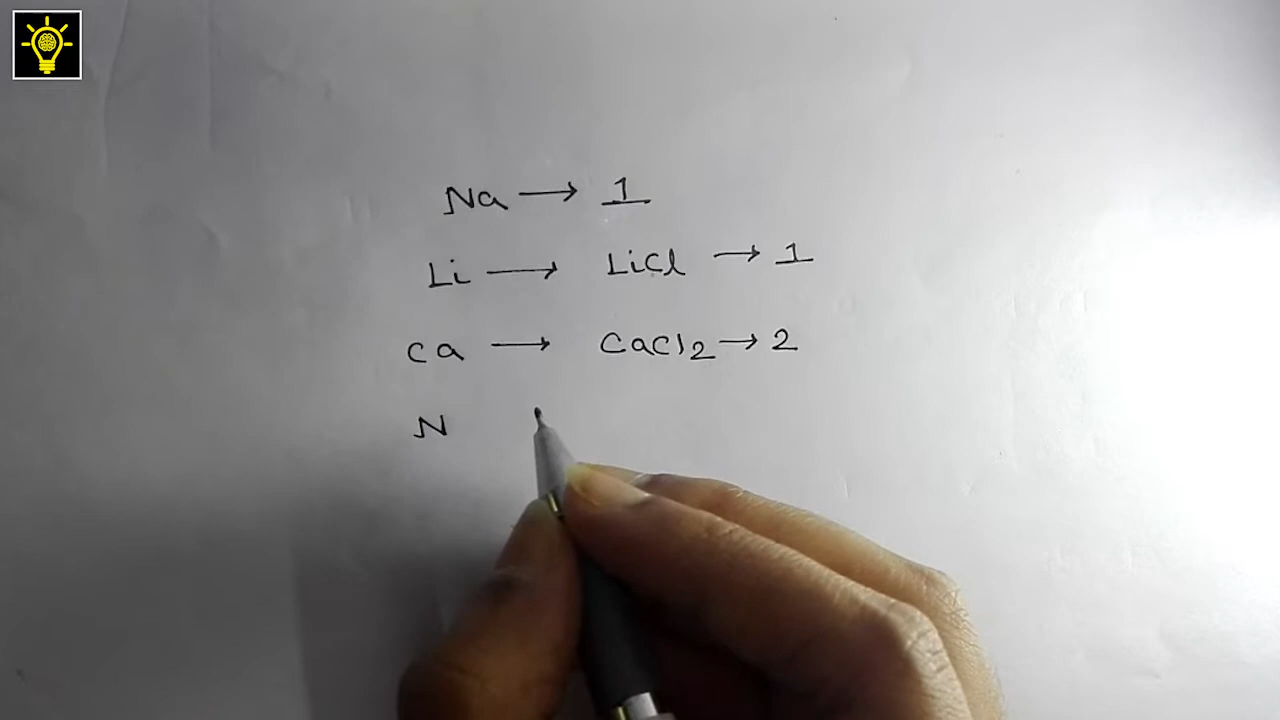 Na → 1
Li → LiCl → 1
Ca → CaCl₂ → 2
N